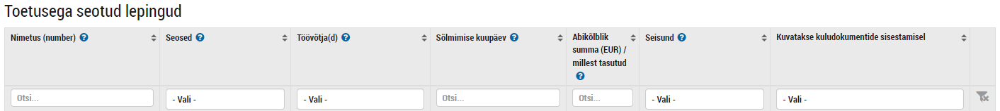 Toetusega seotud lepingud
Nimetus (number) ?
Seosed ?
Töövõtja(d) ?
Sõlmimise kuupäev ?
Abikõlblik
summa (EUR) /
millest tasutud
?
Seisund ?
Kuvatakse kuludokumentide sisestamisel
Otsi...
- Vali -
- Vali -
Otsi...
Otsi...
- Vali -
- Vali -